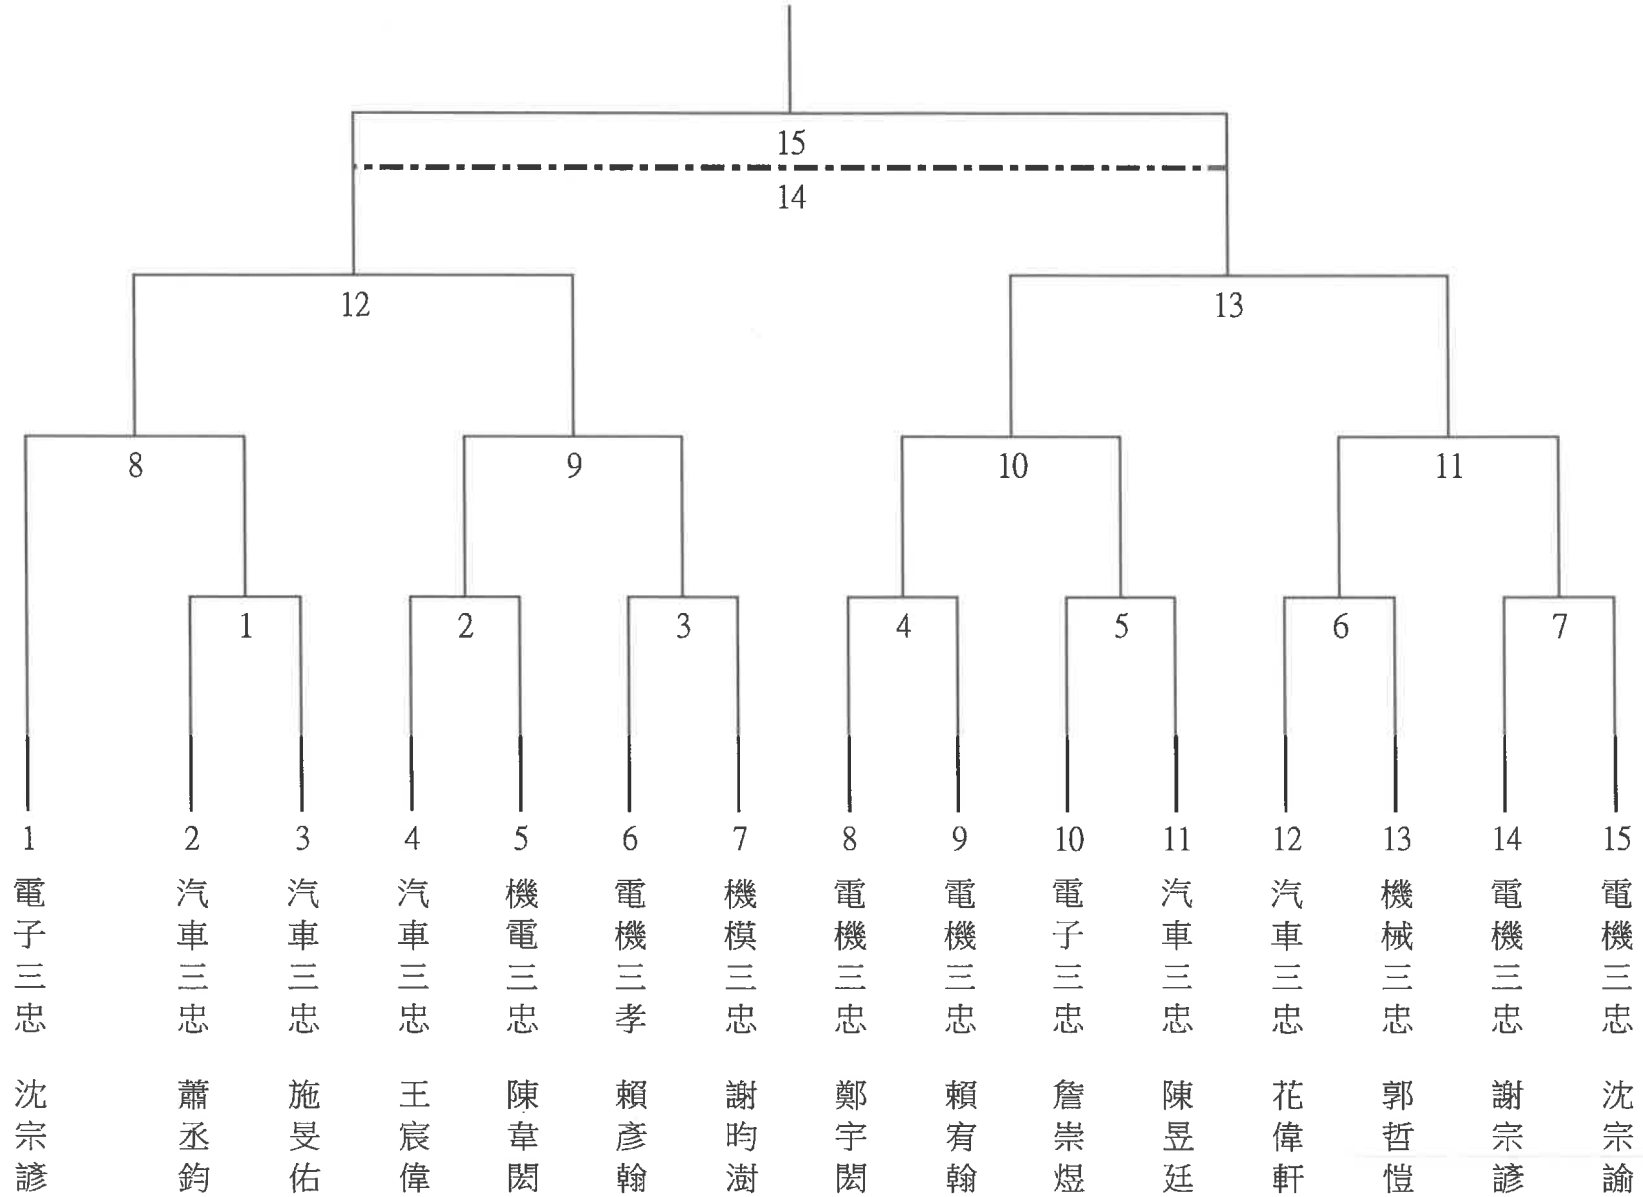 15
14
12
13
8
9
10
11
1
2
3
4
5
6
7
1
2
3
4
5
6
7
8
9
10
11
12
13
14
15
電子三忠 沈宗諺
汽車三忠 蕭丞鈞
汽車三忠 施旻佑
汽車三忠 王宸偉
機電三忠 陳韋閎
電機三孝 賴彥翰
機模三忠 謝昀澍
電機三忠 鄭宇閎
電機三忠 賴宥翰
電子三忠 詹崇煜
汽車三忠 陳昱廷
汽車三忠 花偉軒
機械三忠 郭哲愷
電機三忠 謝宗諺
電機三忠 沈宗諭